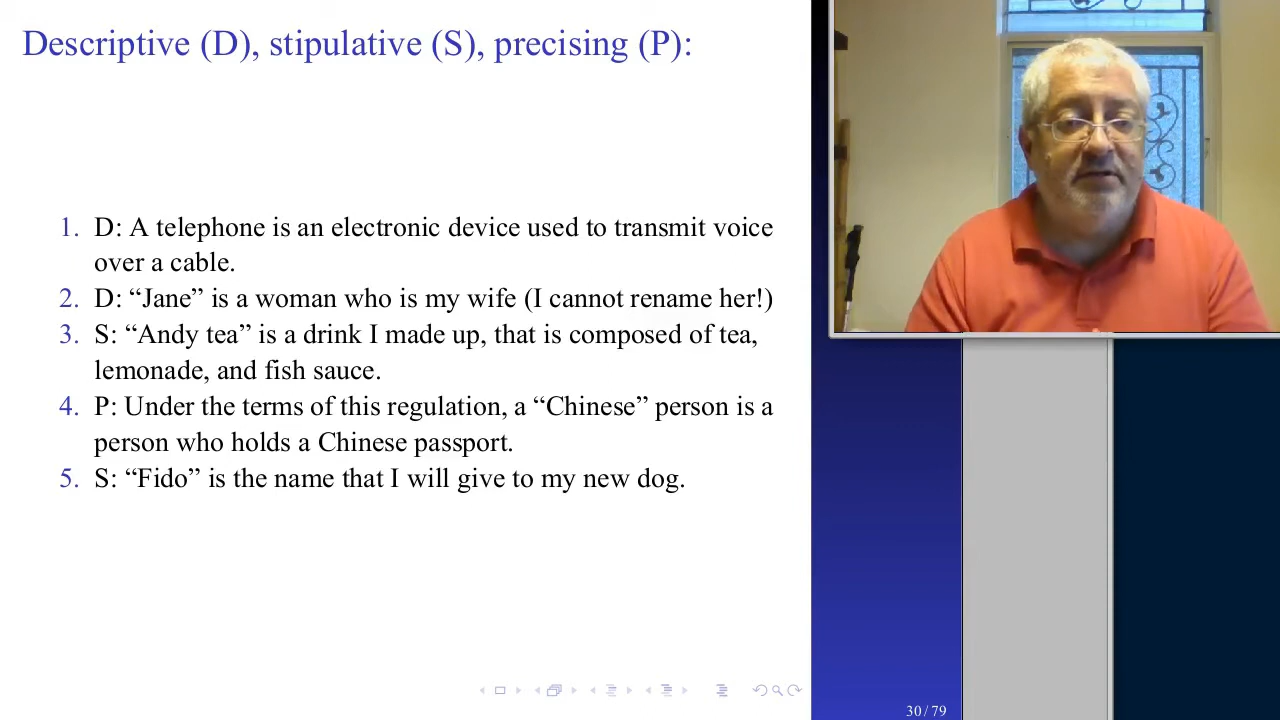 Descriptive (D), stipulative (S), precising (P):
1. D: A telephone is an electronic device used to transmit voice
over a cable.
2. D: “Jane” is a woman who is my wife (I cannot rename her!)
3. S: “Andy tea” is a drink I made up, that is composed of tea,
lemonade, and fish sauce.
4. P: Under the terms of this regulation, a “Chinese” person is a
person who holds a Chinese passport.
5. S: “Fido” is the name that I will give to my new dog.
30 / 79